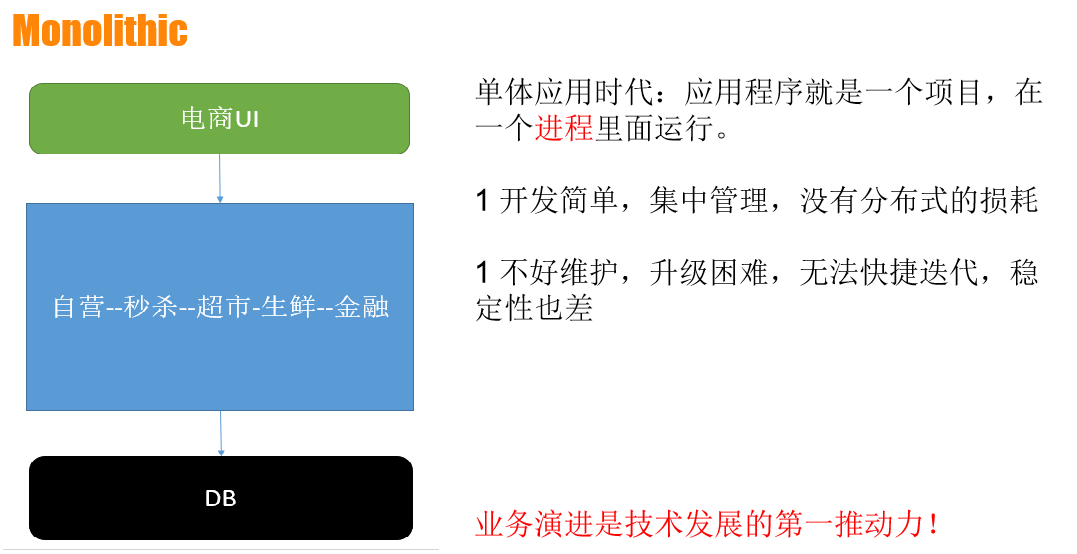 Monolithic
电商UI
自营--秒杀--超市-生鲜--金融
DB
单体应用时代：应用程序就是一个项目，在
一个进程里面运行。
1 开发简单，集中管理，没有分布式的损耗
1 不好维护，升级困难，无法快捷迭代，稳
定性也差
业务演进是技术发展的第一推动力！